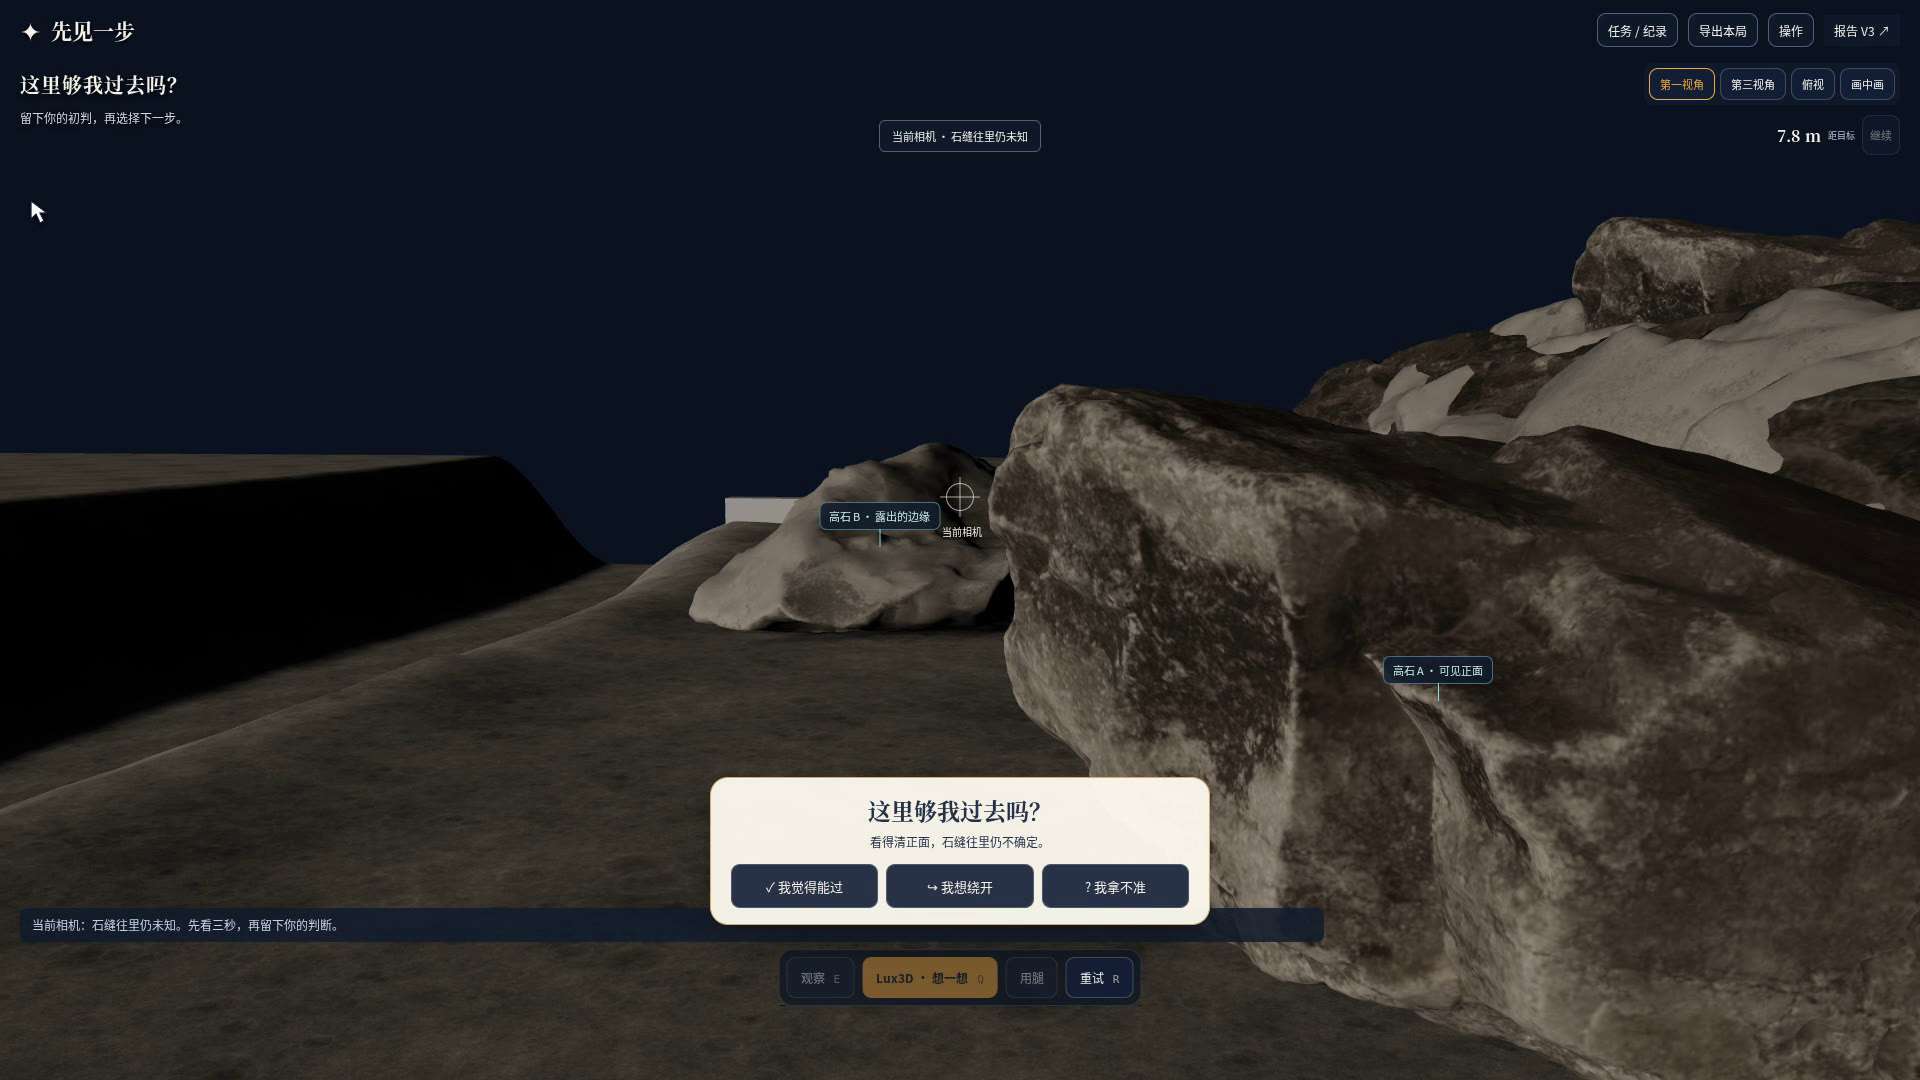 ✦ 先见一步
任务 / 纪录
导出本局
操作
报告 V3 ↗
这里够我过去吗？
留下你的初判，再选择下一步。
第一视角
第三视角
俯视
画中画
当前相机 · 石缝往里仍未知
7.8 m 距目标
继续
高石 B · 露出的边缘
当前相机
高石 A · 可见正面
这里够我过去吗？
看得清正面，石缝往里仍不确定。
✓ 我觉得能过
↪ 我想绕开
? 我拿不准
当前相机：石缝往里仍未知。先看三秒，再留下你的判断。
观察 E
Lux3D · 想一想 Q
用腿
重试 R